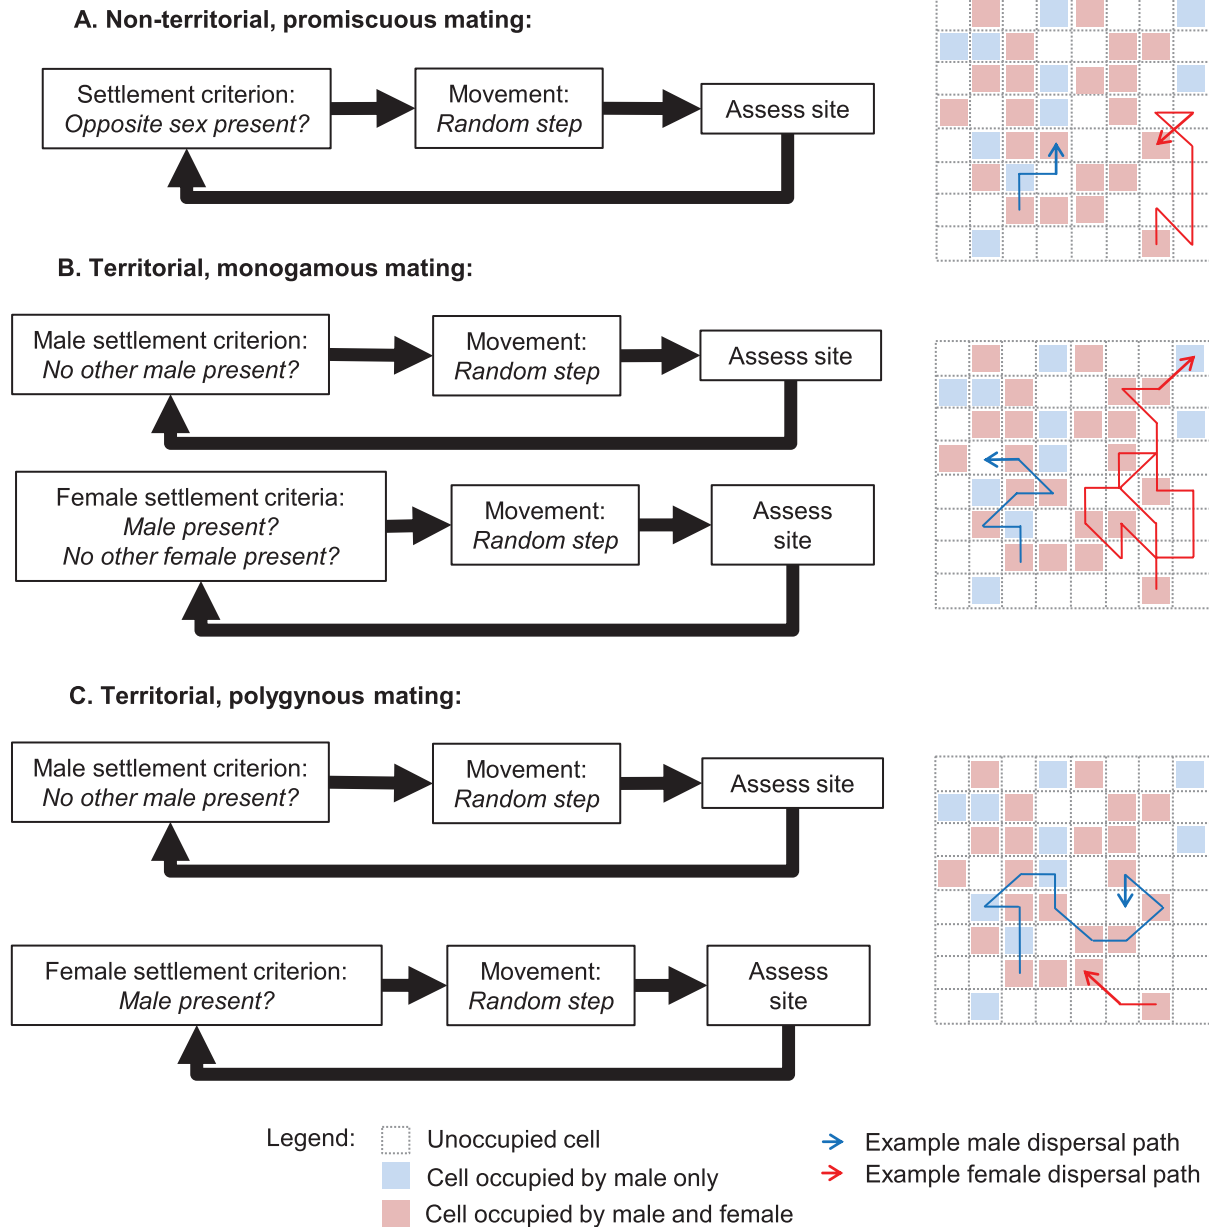 A. Non-territorial, promiscuous mating:
Settlement criterion:
Opposite sex present?
Movement:
Random step
Assess site
B. Territorial, monogamous mating:
Male settlement criterion:
No other male present?
Movement:
Random step
Assess site
Female settlement criteria:
Male present?
No other female present?
Movement:
Random step
Assess
site
C. Territorial, polygynous mating:
Male settlement criterion:
No other male present?
Movement:
Random step
Assess site
Female settlement criterion:
Male present?
Movement:
Random step
Assess
site
Legend:
Unoccupied cell
Cell occupied by male only
Cell occupied by male and female
Example male dispersal path
Example female dispersal path